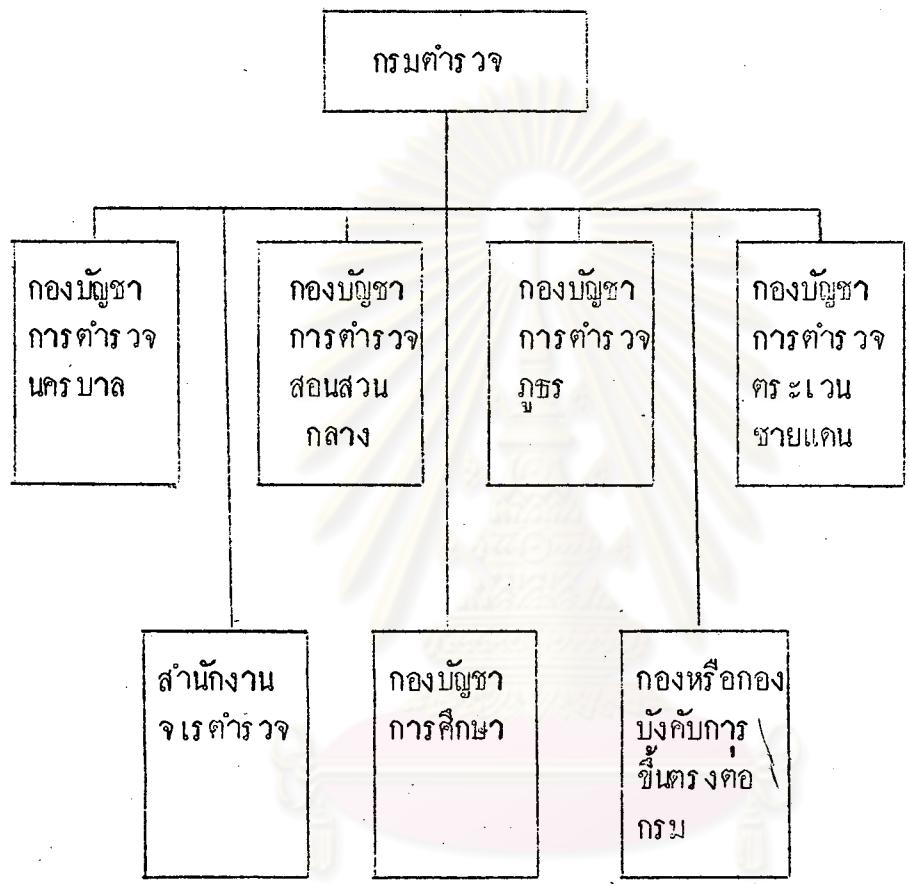 กรมตำรวจ
กองบัญชา
การตำรวจ
นครบาล
กองบัญชา
การตำรวจ
สอนสวน
กลาง
กองบัญชา
การตำรวจ
ภูธร
กองบัญชา
การตำรวจ
ตระเวน
ชายแดน
สำนักงาน
จเรตำรวจ
กองบัญชา
การศึกษา
กองหรือกอง
บังคับการ
ขึ้นตรงตอ
กรม